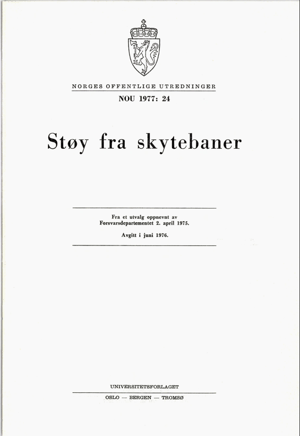 NORGES OFFENTLIGE UTREDNINGER
NOU 1977: 24
Støy fra skytebaner
Fra et utvalg oppnevnt av
Forsvarsdepartementet 2. april 1975.
Avgitt i juni 1976.
UNIVERSITETSFORLAGET
OSLO — BERGEN — TROMSØ